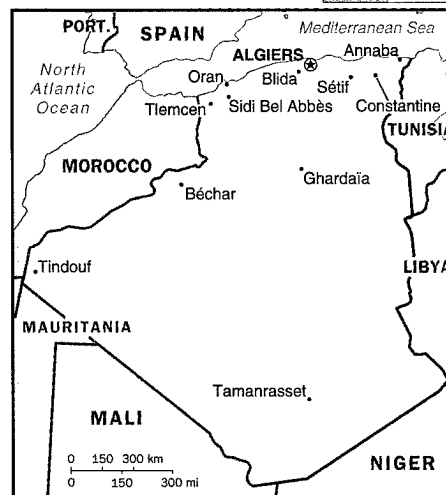 Mediterranean Sea
PORT.
SPAIN
ALGIERS
Annaba
North
Atlantic
Ocean
Oran
Blida
Sétif
Tlemcen
Sidi Bel Abbès
Constantine
TUNISIA
MOROCCO
Ghardaïa
Béchar
Tindouf
LIBYA
MAURITANIA
Tamanrasset
MALI
NIGER
0 150 300 km
0 150 300 mi